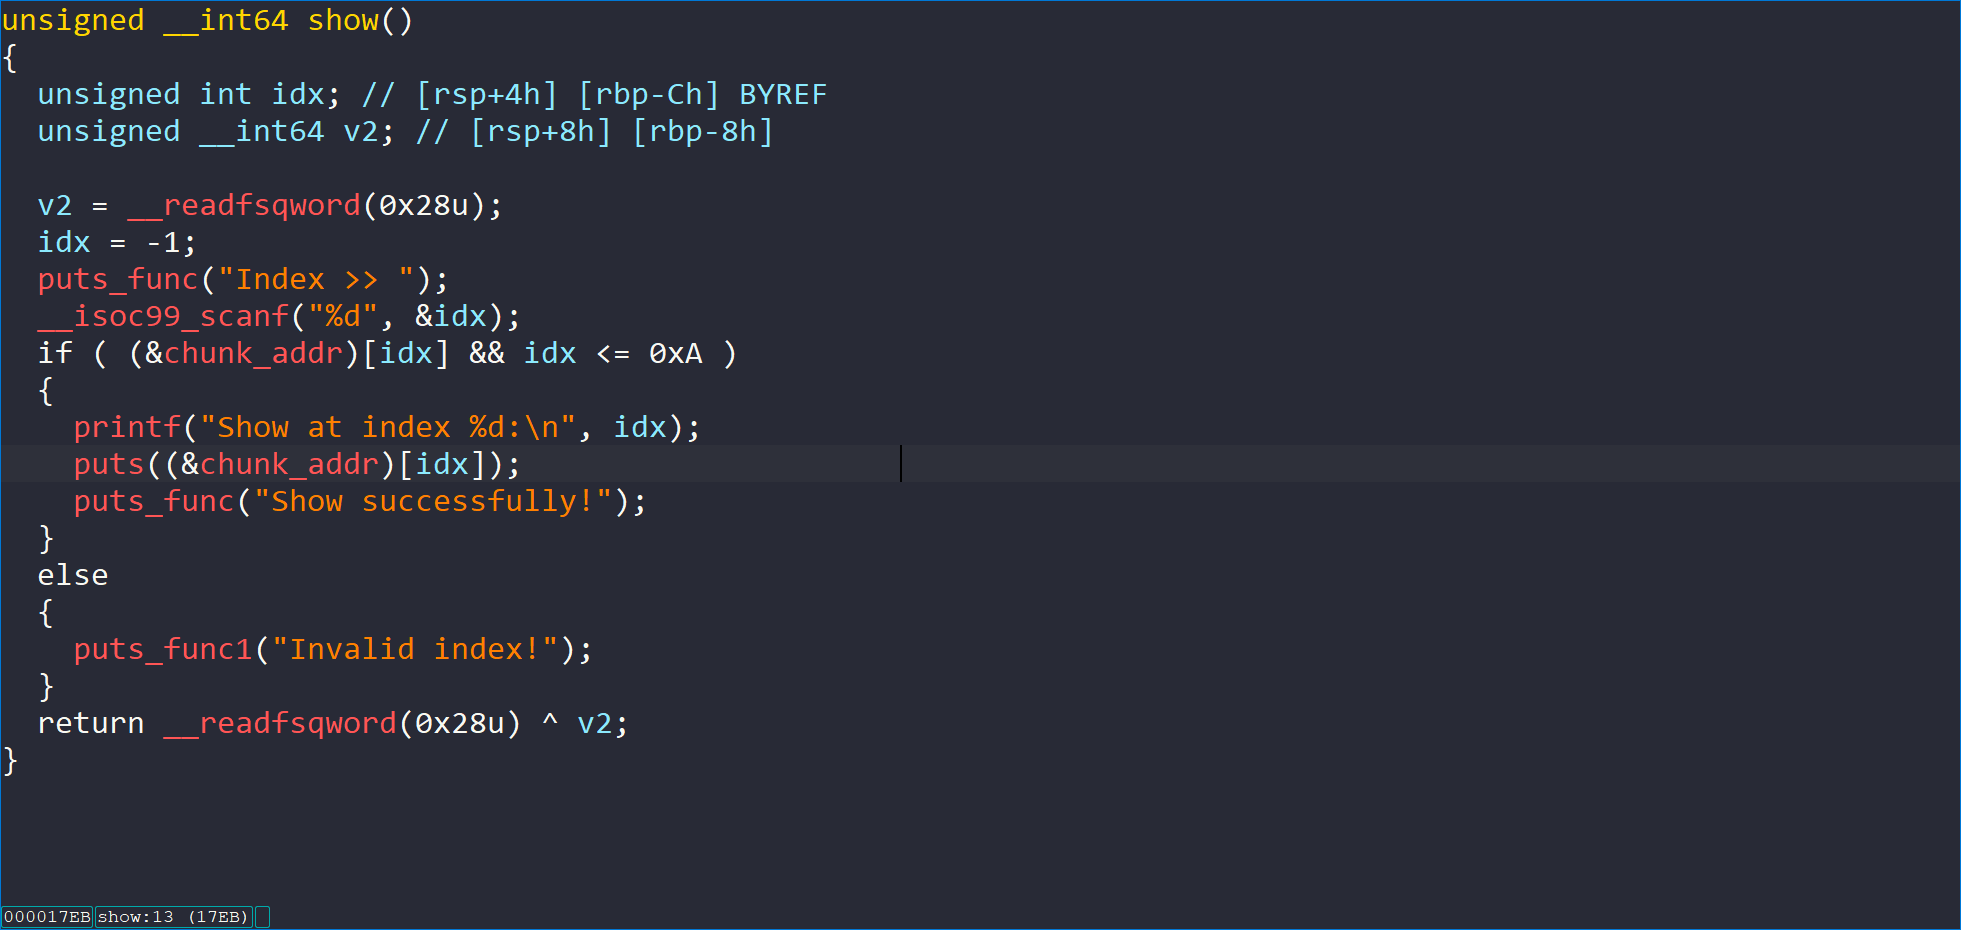 unsigned __int64 show()
{
  unsigned int idx; // [rsp+4h] [rbp-Ch] BYREF
  unsigned __int64 v2; // [rsp+8h] [rbp-8h]

  v2 = __readfsqword(0x28u);
  idx = -1;
  puts_func("Index >> ");
  __isoc99_scanf("%d", &idx);
  if ( (&chunk_addr)[idx] && idx <= 0xA )
  {
    printf("Show at index %d:\n", idx);
    puts((&chunk_addr)[idx]);
    puts_func("Show successfully!");
  }
  else
  {
    puts_func1("Invalid index!");
  }
  return __readfsqword(0x28u) ^ v2;
}
000017EB show:13 (17EB)